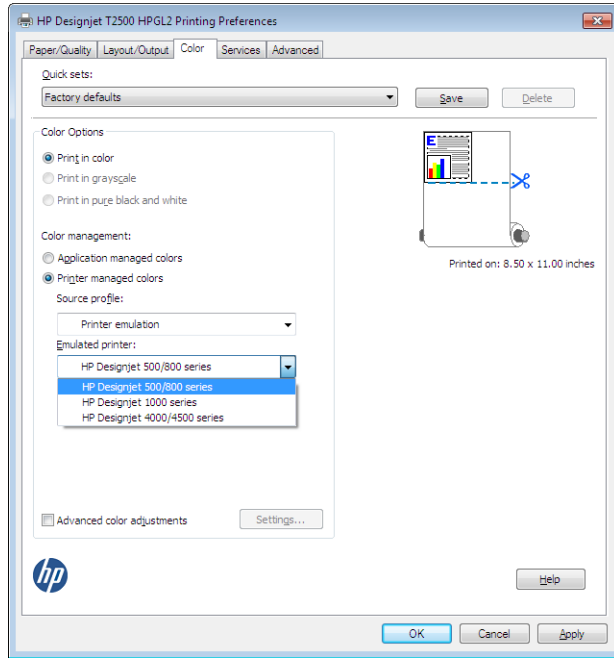 HP Designjet T2500 HPGL2 Printing Preferences
Paper/Quality Layout/Output Color Services Advanced
Quick sets:
Factory defaults
Save
Delete
Color Options
Print in color
Print in grayscale
Print in pure black and white
Color management:
Application managed colors
Printer managed colors
Source profile:
Printer emulation
Emulated printer:
HP Designjet 500/800 series
HP Designjet 500/800 series
HP Designjet 1000 series
HP Designjet 4000/4500 series
Advanced color adjustments
Settings...
E
Printed on: 8.50 x 11.00 inches
hp
Help
OK
Cancel
Apply